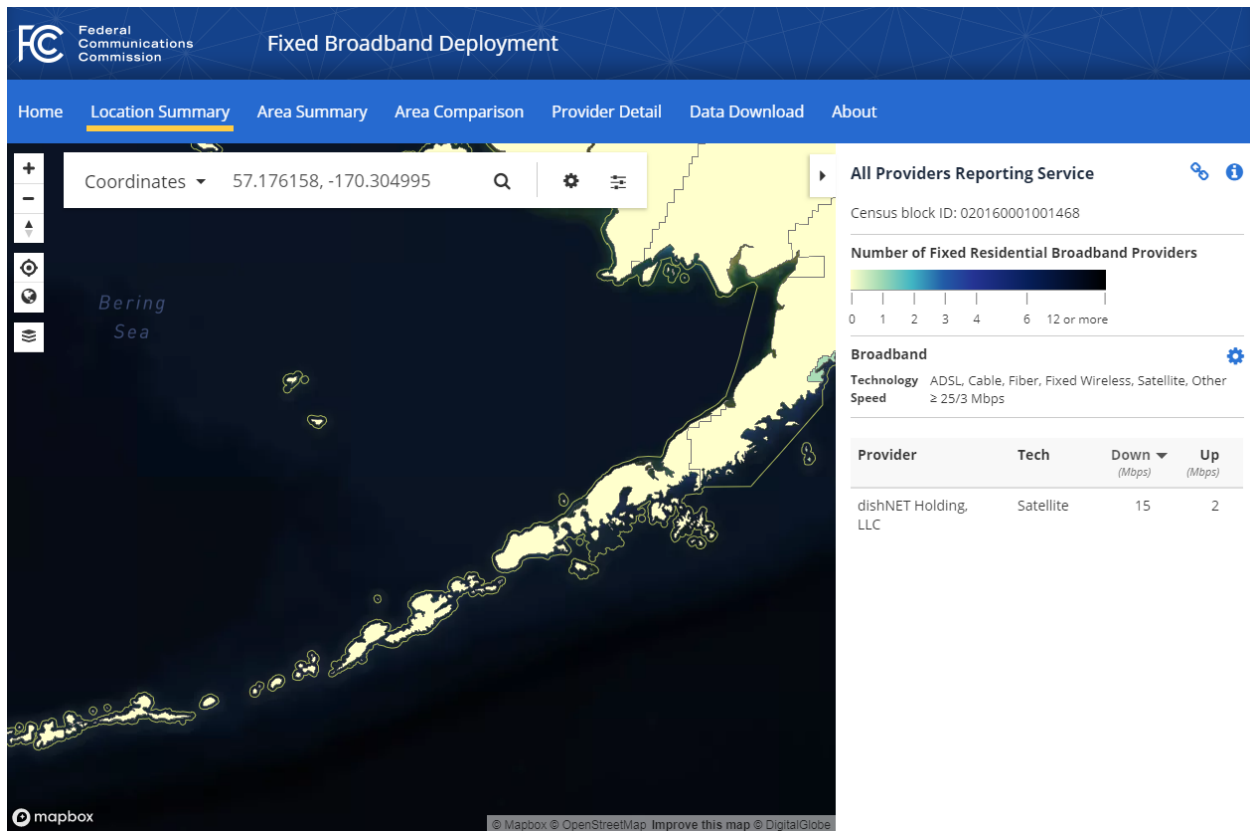 FCC
Federal
Communications
Commission
Fixed Broadband Deployment
Home Location Summary Area Summary Area Comparison Provider Detail Data Download About
Coordinates 57.176158, -170.304995
Bering
Sea
mapbox
© Mapbox © OpenStreetMap Improve this map © DigitalGlobe
All Providers Reporting Service
Census block ID: 020160001001468
Number of Fixed Residential Broadband Providers
0 1 2 3 4 6 12 or more
Broadband
Technology ADSL, Cable, Fiber, Fixed Wireless, Satellite, Other
Speed ≥ 25/3 Mbps
Provider Tech Down Up
(Mbps) (Mbps)
dishNET Holding, Satellite 15 2
LLC